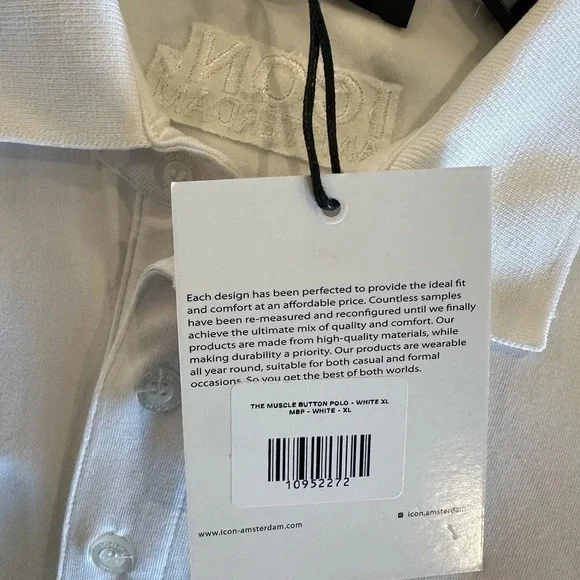 Each design has been perfected to provide the ideal fit
and comfort at an affordable price. Countless samples
have been re-measured and reconfigured until we finally
achieve the ultimate mix of quality and comfort. Our
products are made from high-quality materials, while
making durability a priority. Our products are wearable
all year round, suitable for both casual and formal
occasions. So you get the best of both worlds.
THE MUSCLE BUTTON POLO - WHITE XL
MBP - WHITE - XL
10952272
www.icon-amsterdam.com
icon.amsterdam